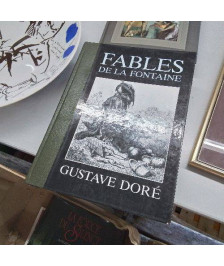 FABLES
DE LA FONTAINE
GUSTAVE DORÉ